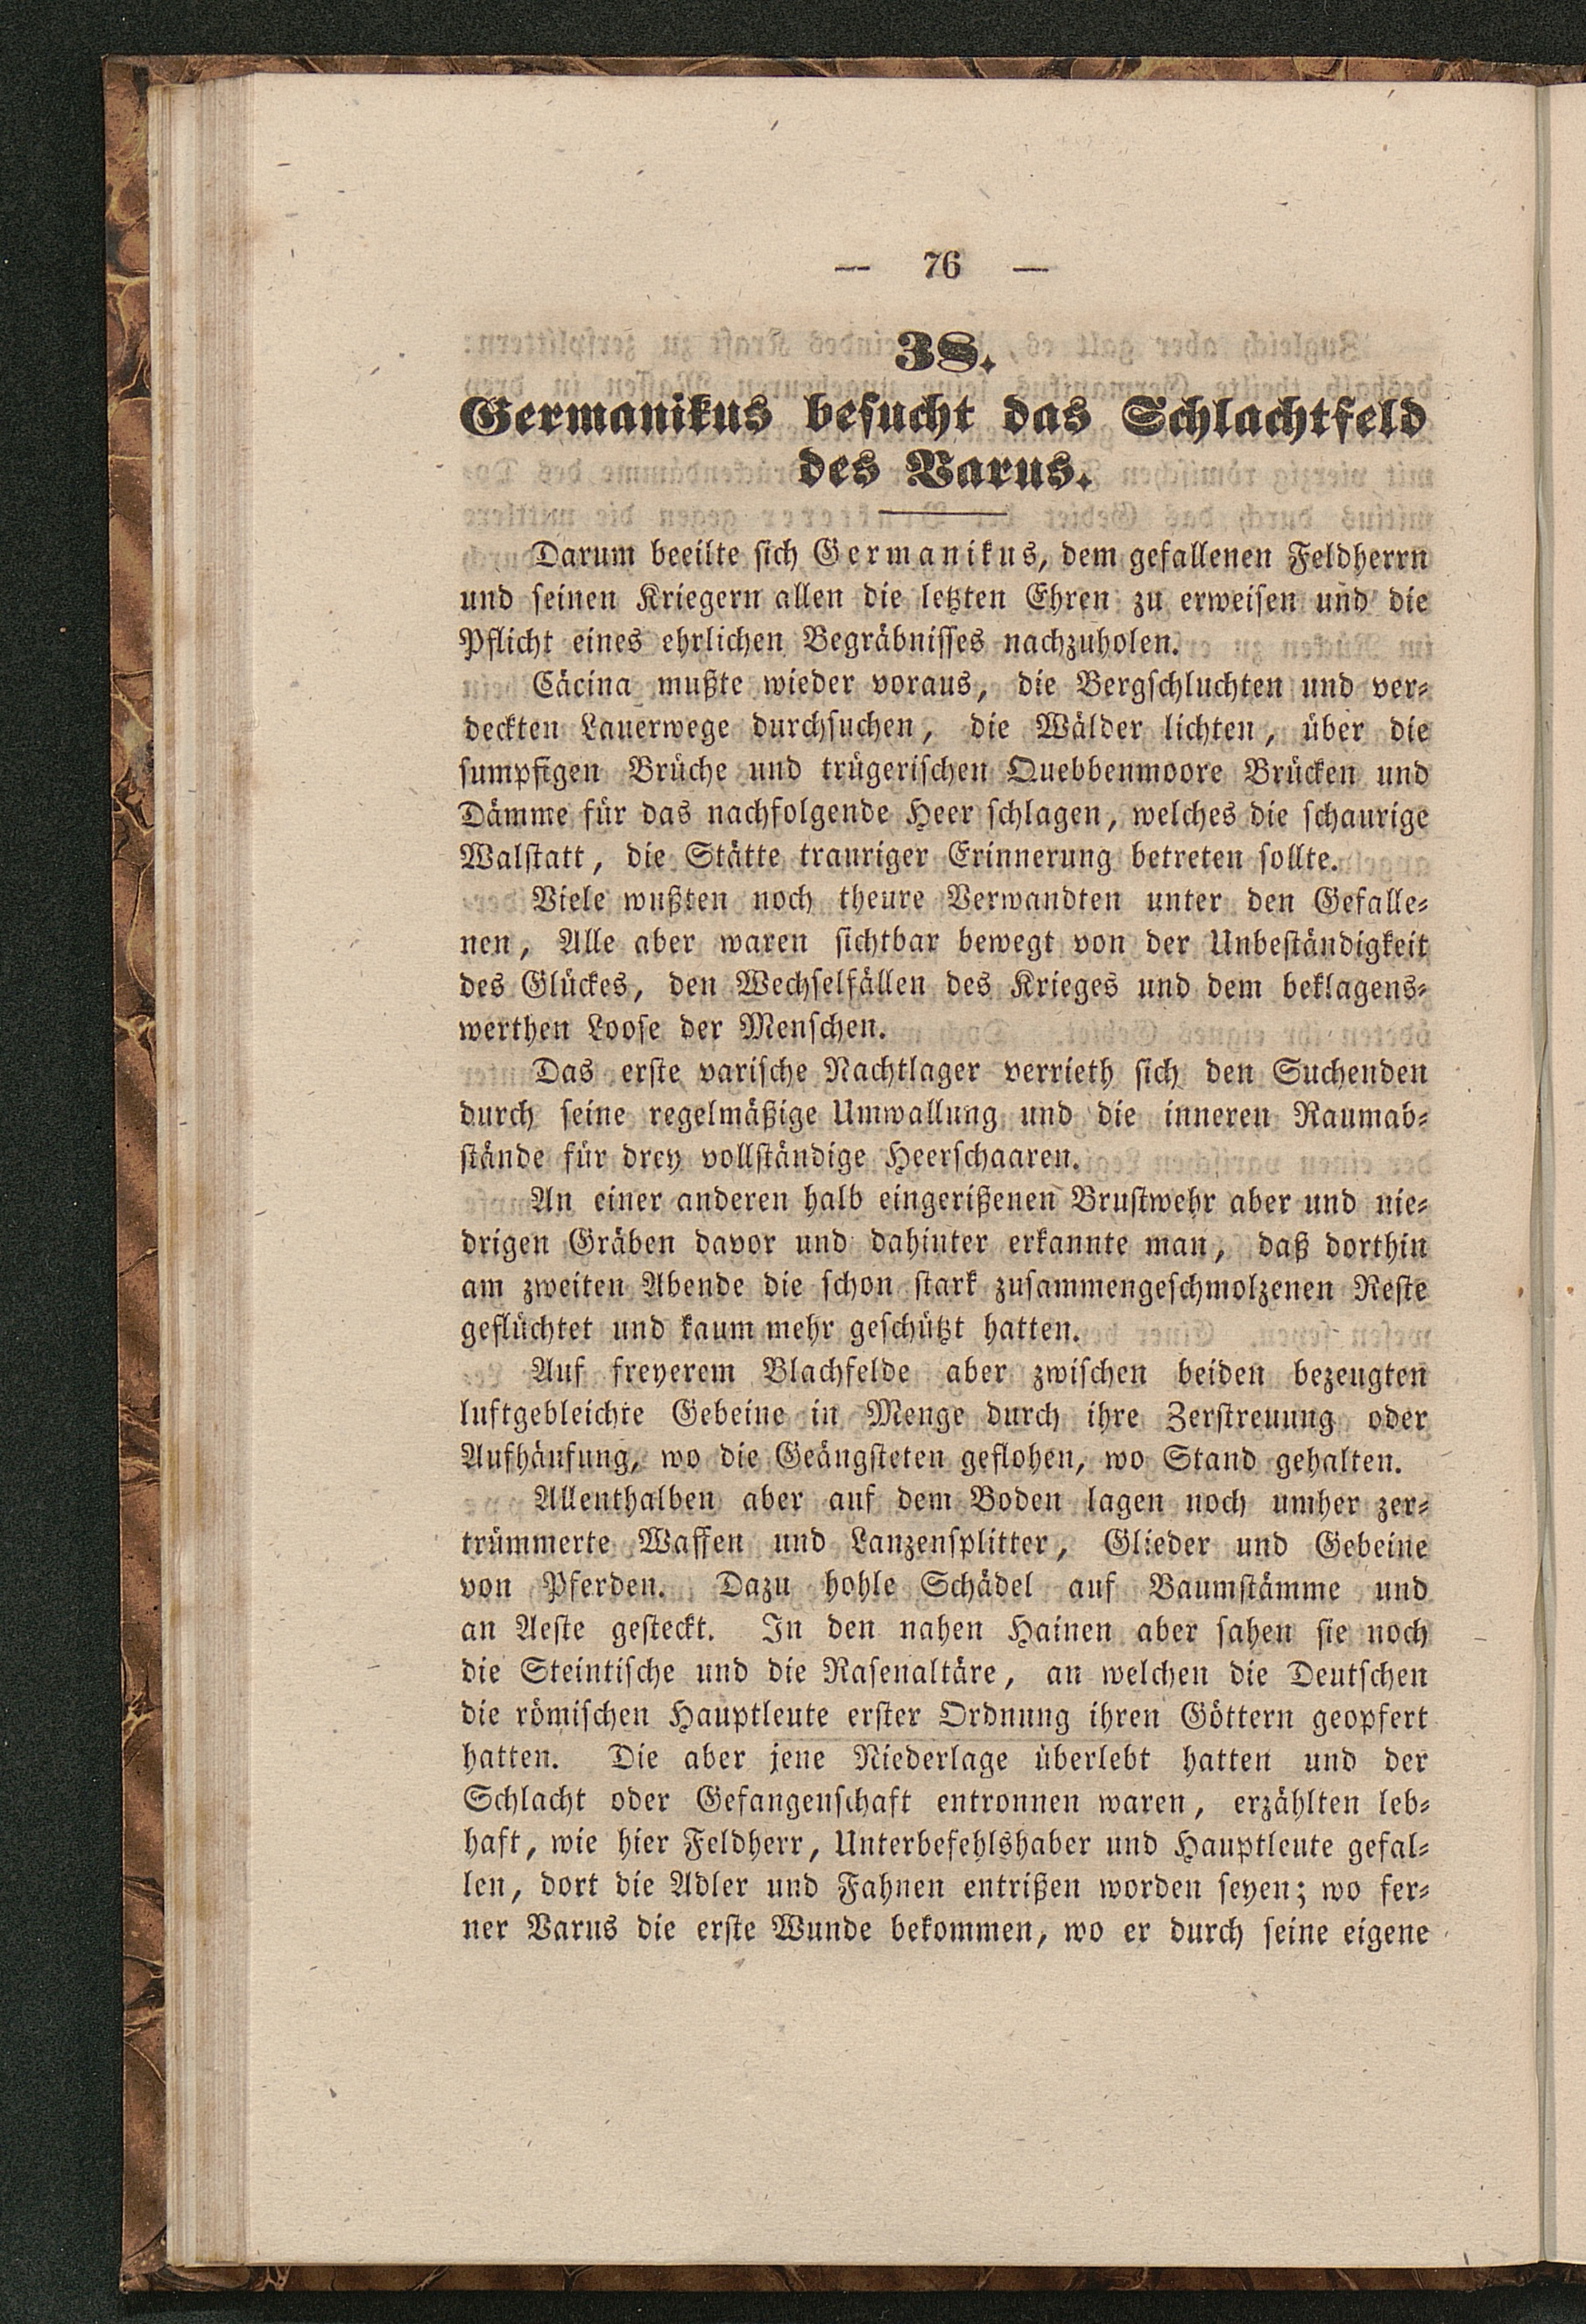 — 76 —
38.
Germanikus besucht das Schlachtfeld
des Varus.
Darum beeilte sich Germanikus, dem gefallenen Feldherrn
und seinen Kriegern allen die letzten Ehren zu erweisen und die
Pflicht eines ehrlichen Begräbnisses nachzuholen.
Cäcina mußte wieder voraus, die Bergschluchten und ver-
deckten Lauerwege durchsuchen, die Wälder lichten, über die
sumpfigen Brüche und trügerischen Quebbenmoore Brücken und
Dämme für das nachfolgende Heer schlagen, welches die schaurige
Walstatt, die Stätte trauriger Erinnerung betreten sollte.
Viele wußten noch theure Verwandten unter den Gefalle-
nen, Alle aber waren sichtbar bewegt von der Unbeständigkeit
des Glückes, den Wechselfällen des Krieges und dem beklagens-
werthen Loose der Menschen.
Das erste varische Nachtlager verrieth sich den Suchenden
durch seine regelmäßige Umwallung und die inneren Raumab-
stände für drey vollständige Heerschaaren.
An einer anderen halb eingerißenen Brustwehr aber und nie-
drigen Gräben davor und dahinter erkannte man, daß dorthin
am zweiten Abende die schon stark zusammengeschmolzenen Reste
geflüchtet und kaum mehr geschützt hatten.
Auf freyerem Blachfelde aber zwischen beiden bezeugten
luftgebleichte Gebeine in Menge durch ihre Zerstreuung oder
Aufhäufung, wo die Geängsteten geflohen, wo Stand gehalten.
Allenthalben aber auf dem Boden lagen noch umher zer-
trümmerte Waffen und Lanzensplitter, Glieder und Gebeine
von Pferden. Dazu hohle Schädel auf Baumstämme und
an Aeste gesteckt. In den nahen Hainen aber sahen sie noch
die Steintische und die Rasenaltäre, an welchen die Deutschen
die römischen Hauptleute erster Ordnung ihren Göttern geopfert
hatten. Die aber jene Niederlage überlebt hatten und der
Schlacht oder Gefangenschaft entronnen waren, erzählten leb-
haft, wie hier Feldherr, Unterbefehlshaber und Hauptleute gefal-
len, dort die Adler und Fahnen entrißen worden seyen; wo fer-
ner Varus die erste Wunde bekommen, wo er durch seine eigene